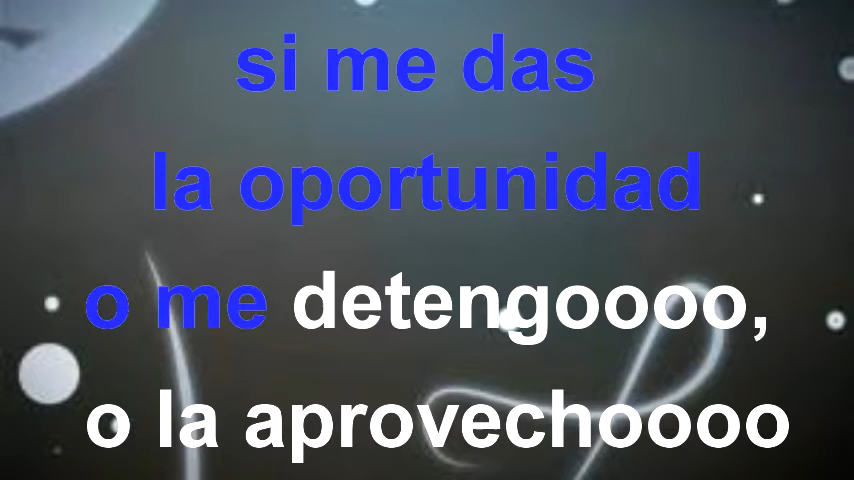 si me das
la oportunidad
o me detengoooo,
o la aprovechoooo